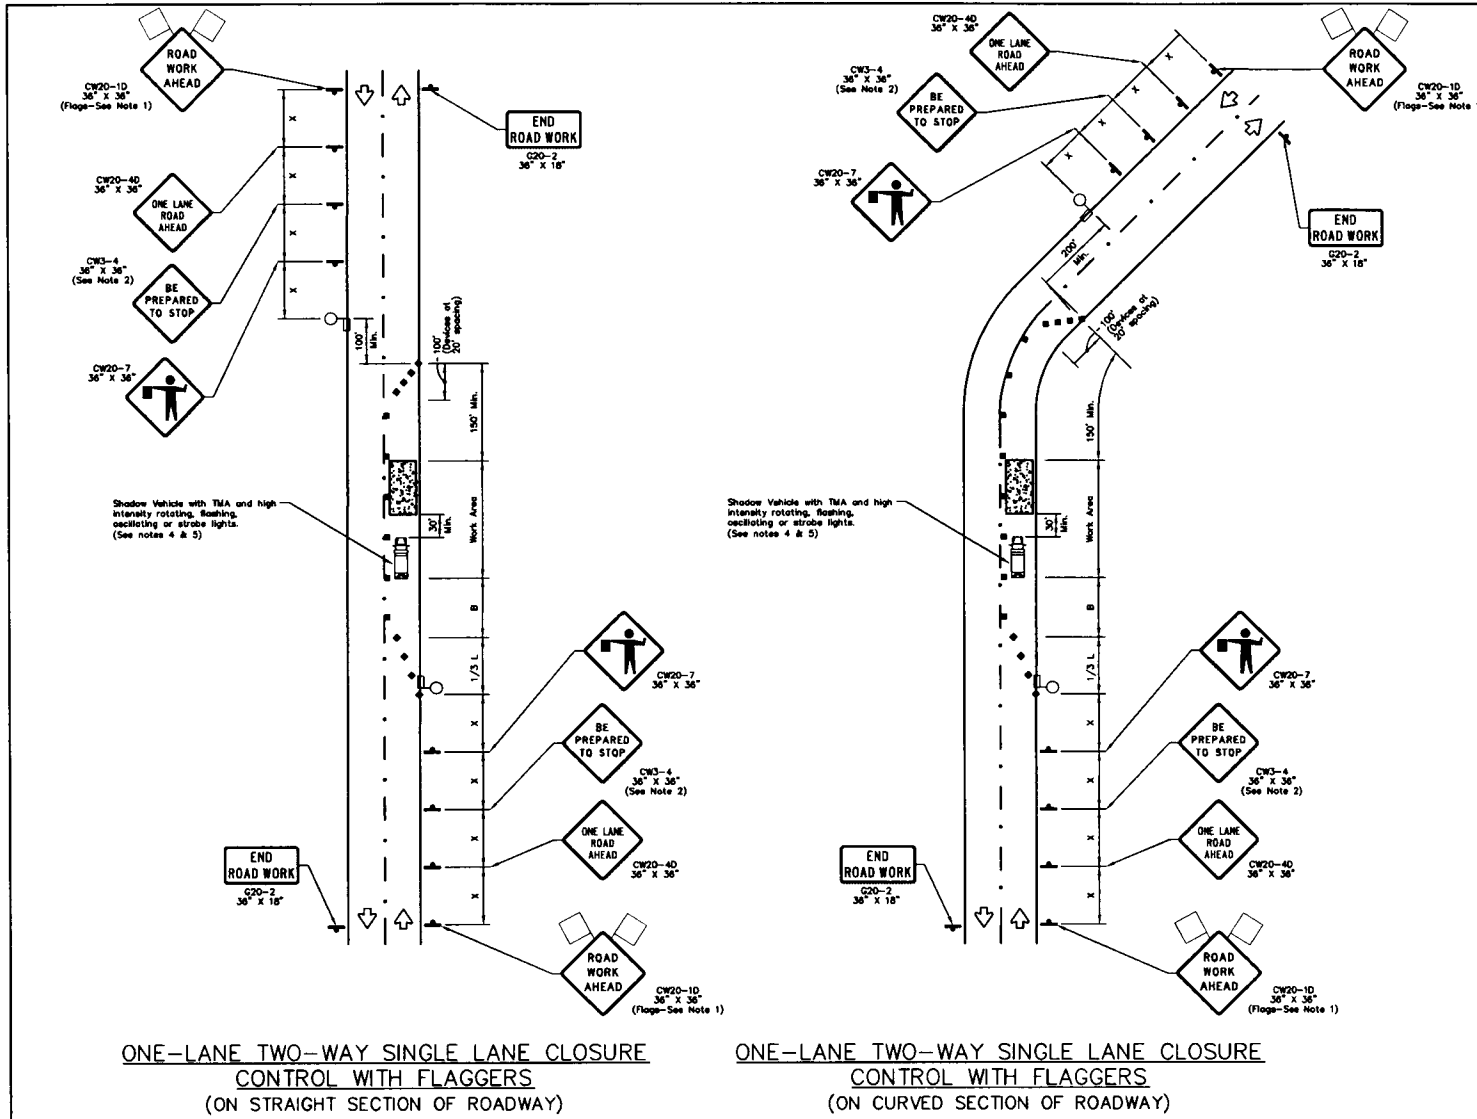 ROAD
WORK
AHEAD
CW20-1D
36" X 36"
(Flags-See Note 1)
X
END
ROAD WORK
G20-2
36" X 18"
X
CW20-4D
36" X 36"
ONE LANE
ROAD
AHEAD
X
CW3-4
36" X 36"
(See Note 2)
BE
PREPARED
TO STOP
X
100'
Min.
100'
(Devices at
20' spacing)
CW20-7
36" X 36"
150' Min.
Shadow Vehicle with TMA and high
intensity rotating, flashing,
oscillating or strobe lights.
(See notes 4 & 5)
30'
Min.
Work Area
B
1/3 L
CW20-7
36" X 36"
X
BE
PREPARED
TO STOP
CW3-4
36" X 36"
(See Note 2)
X
ONE LANE
ROAD
AHEAD
CW20-4D
36" X 36"
X
END
ROAD WORK
G20-2
36" X 18"
X
ROAD
WORK
AHEAD
CW20-1D
36" X 36"
(Flags-See Note 1)
ONE-LANE TWO-WAY SINGLE LANE CLOSURE
CONTROL WITH FLAGGERS
(ON STRAIGHT SECTION OF ROADWAY)
CW20-4D
36" X 36"
ONE LANE
ROAD
AHEAD
X
ROAD
WORK
AHEAD
CW20-1D
36" X 36"
(Flags-See Note 1
CW3-4
36" X 36"
(See Note 2)
BE
PREPARED
TO STOP
X
X
CW20-7
36" X 36"
X
END
ROAD WORK
G20-2
36" X 18"
200'
Min.
100'
(Devices at
20' spacing)
150' Min.
Shadow Vehicle with TMA and high
intensity rotating, flashing,
oscillating or strobe lights.
(See notes 4 & 5)
30'
Min.
Work Area
B
1/3 L
CW20-7
36" X 36"
X
BE
PREPARED
TO STOP
CW3-4
36" X 36"
(See Note 2)
X
ONE LANE
ROAD
AHEAD
CW20-4D
36" X 36"
X
END
ROAD WORK
G20-2
36" X 18"
X
ROAD
WORK
AHEAD
CW20-1D
36" X 36"
(Flags-See Note 1)
ONE-LANE TWO-WAY SINGLE LANE CLOSURE
CONTROL WITH FLAGGERS
(ON CURVED SECTION OF ROADWAY)